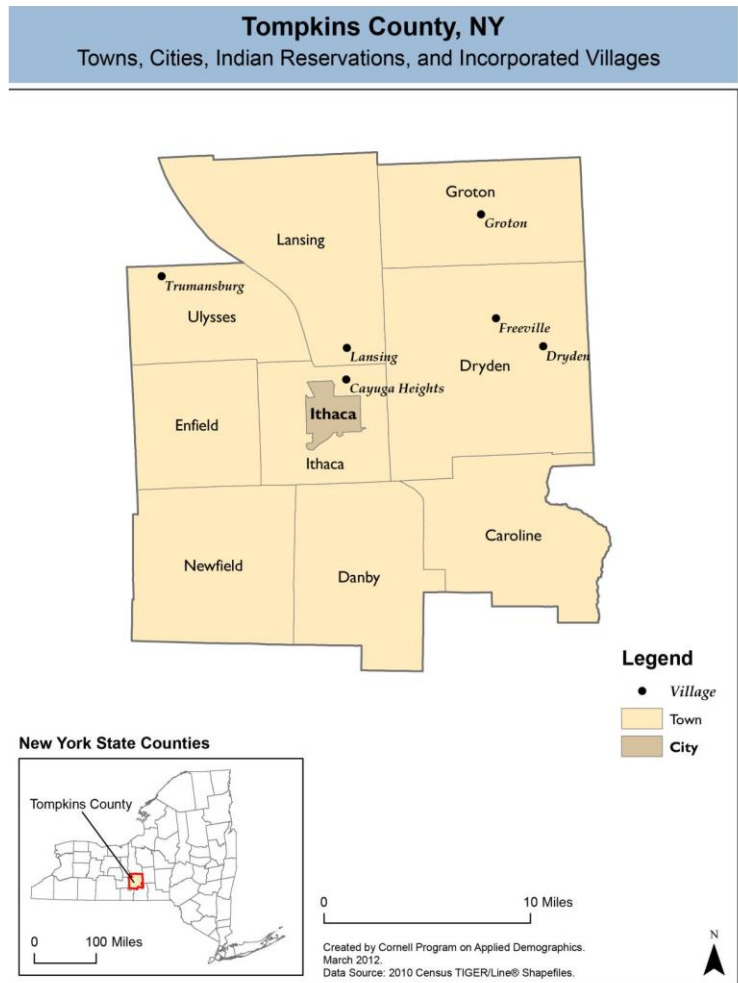 Tompkins County, NY
Towns, Cities, Indian Reservations, and Incorporated Villages
Groton
Groton
Lansing
Trumansburg
Ulysses
Freeville
Lansing
Dryden
Dryden
Cayuga Heights
Ithaca
Enfield
Ithaca
Caroline
Newfield
Danby
Legend
Village
Town
City
New York State Counties
Tompkins County
0 100 Miles
0 10 Miles
Created by Cornell Program on Applied Demographics.
March 2012.
Data Source: 2010 Census TIGER/Line® Shapefiles.
N